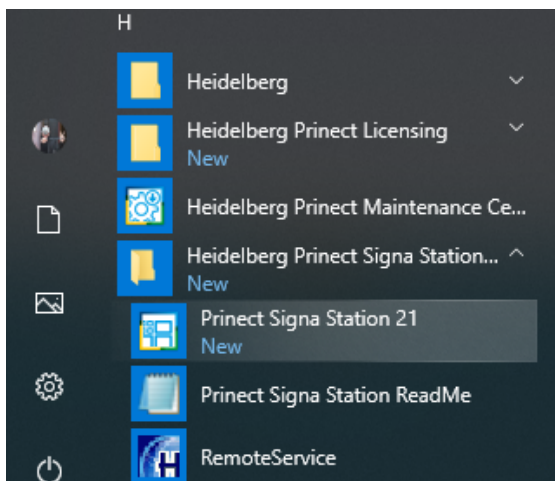 H
Heidelberg
Heidelberg Prinect Licensing
New
Heidelberg Prinect Maintenance Ce...
Heidelberg Prinect Signa Station...
New
Prinect Signa Station 21
New
Prinect Signa Station ReadMe
RemoteService